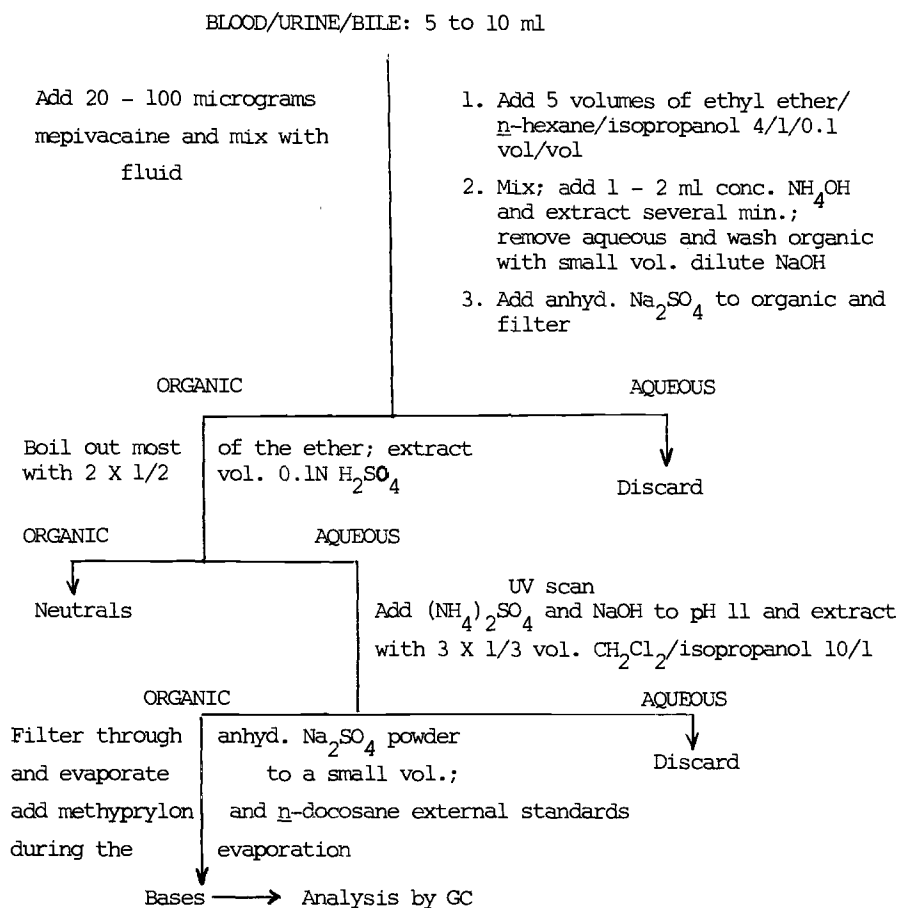 BLOOD/URINE/BILE: 5 to 10 ml
Add 20 - 100 micrograms
mepivacaine and mix with
fluid
1. Add 5 volumes of ethyl ether/
n-hexane/isopropanol 4/1/0.1
vol/vol
2. Mix; add 1 - 2 ml conc. NH4OH
and extract several min.;
remove aqueous and wash organic
with small vol. dilute NaOH
3. Add anhyd. Na2SO4 to organic and
filter
ORGANIC AQUEOUS
Boil out most of the ether; extract
with 2 X 1/2 vol. 0.1N H2SO4
Discard
ORGANIC AQUEOUS
Neutrals
UV scan
Add (NH4)2SO4 and NaOH to pH 11 and extract
with 3 X 1/3 vol. CH2Cl2/isopropanol 10/1
ORGANIC AQUEOUS
Filter through anhyd. Na2SO4 powder
and evaporate to a small vol.;
Discard
add methyprylon and n-docosane external standards
during the evaporation
Bases Analysis by GC